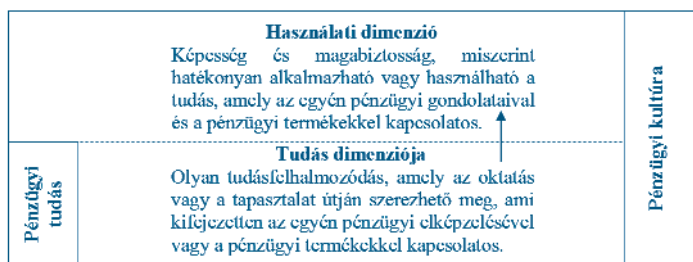 Használati dimenzió
Képesség és magabiztosság, miszerint
hatékonyan alkalmazható vagy használható a
tudás, amely az egyén pénzügyi gondolataival
és a pénzügyi termékekkel kapcsolatos.
Tudás dimenziója
Olyan tudásfelhalmozódás, amely az oktatás
vagy a tapasztalat útján szerezhető meg, ami
kifejezetten az egyén pénzügyi elképzelésével
vagy a pénzügyi termékekkel kapcsolatos.
Pénzügyi
tudás
Pénzügyi kultúra